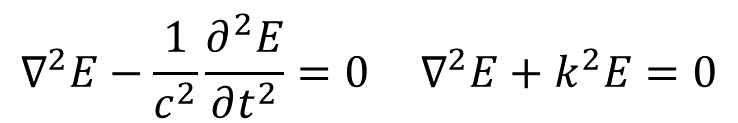 ∇²E − 1/c² ∂²E/∂t² = 0 ∇²E + k²E = 0